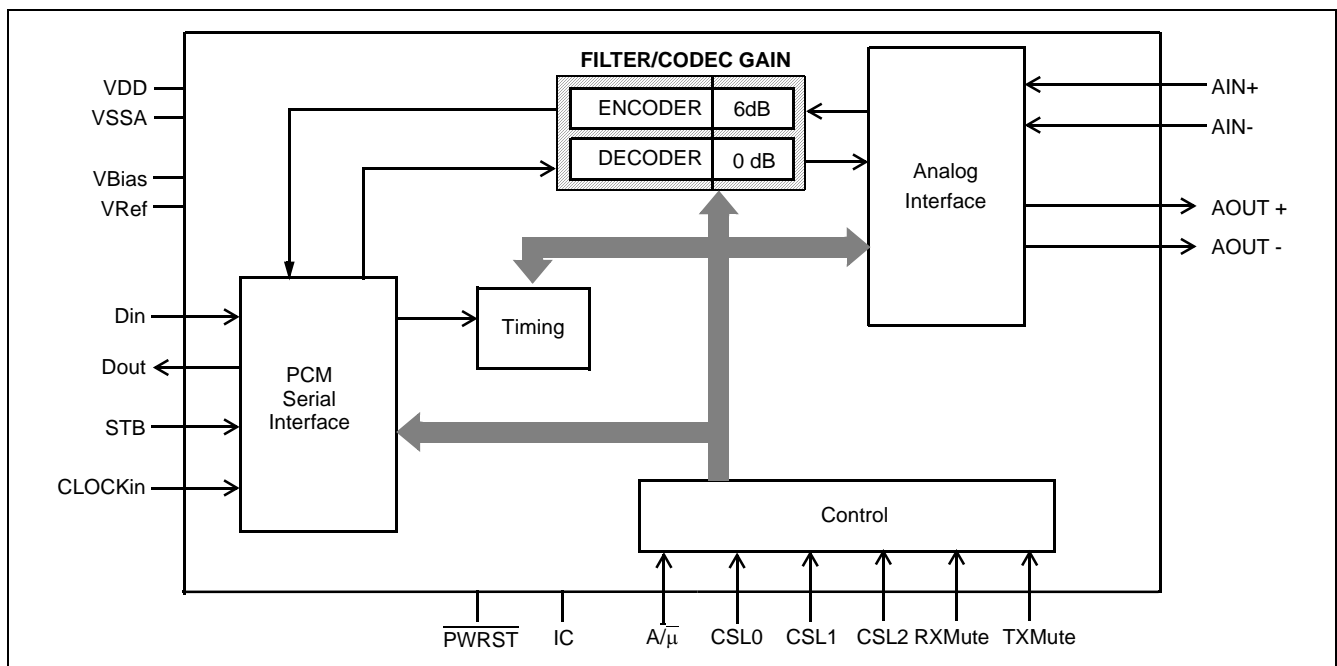 FILTER/CODEC GAIN
VDD
VSSA
VBias
VRef
ENCODER 6dB
DECODER 0 dB
Analog
Interface
AIN+
AIN-
AOUT +
AOUT -
Din
Dout
STB
CLOCKin
PCM
Serial
Interface
Timing
Control
PWRST IC A/μ CSL0 CSL1 CSL2 RXMute TXMute